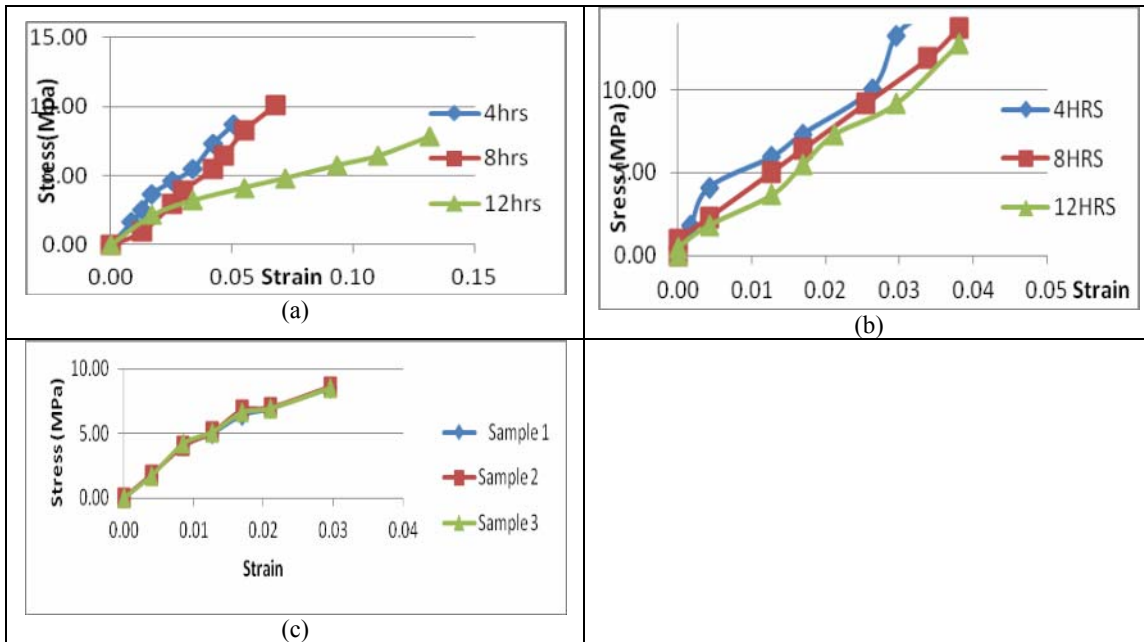 15.00
Stress(Mpa)
4hrs
8hrs
12hrs
0.00
0.00 0.05 Strain 0.10 0.15
(a)
10.00
Sress(MPa)
4HRS
8HRS
12HRS
0.00
0.00 0.01 0.02 0.03 0.04 0.05 Strain
(b)
10.00
Stress (MPa)
5.00
Sample 1
Sample 2
Sample 3
0.00
0.00 0.01 0.02 0.03 0.04
Strain
(c)